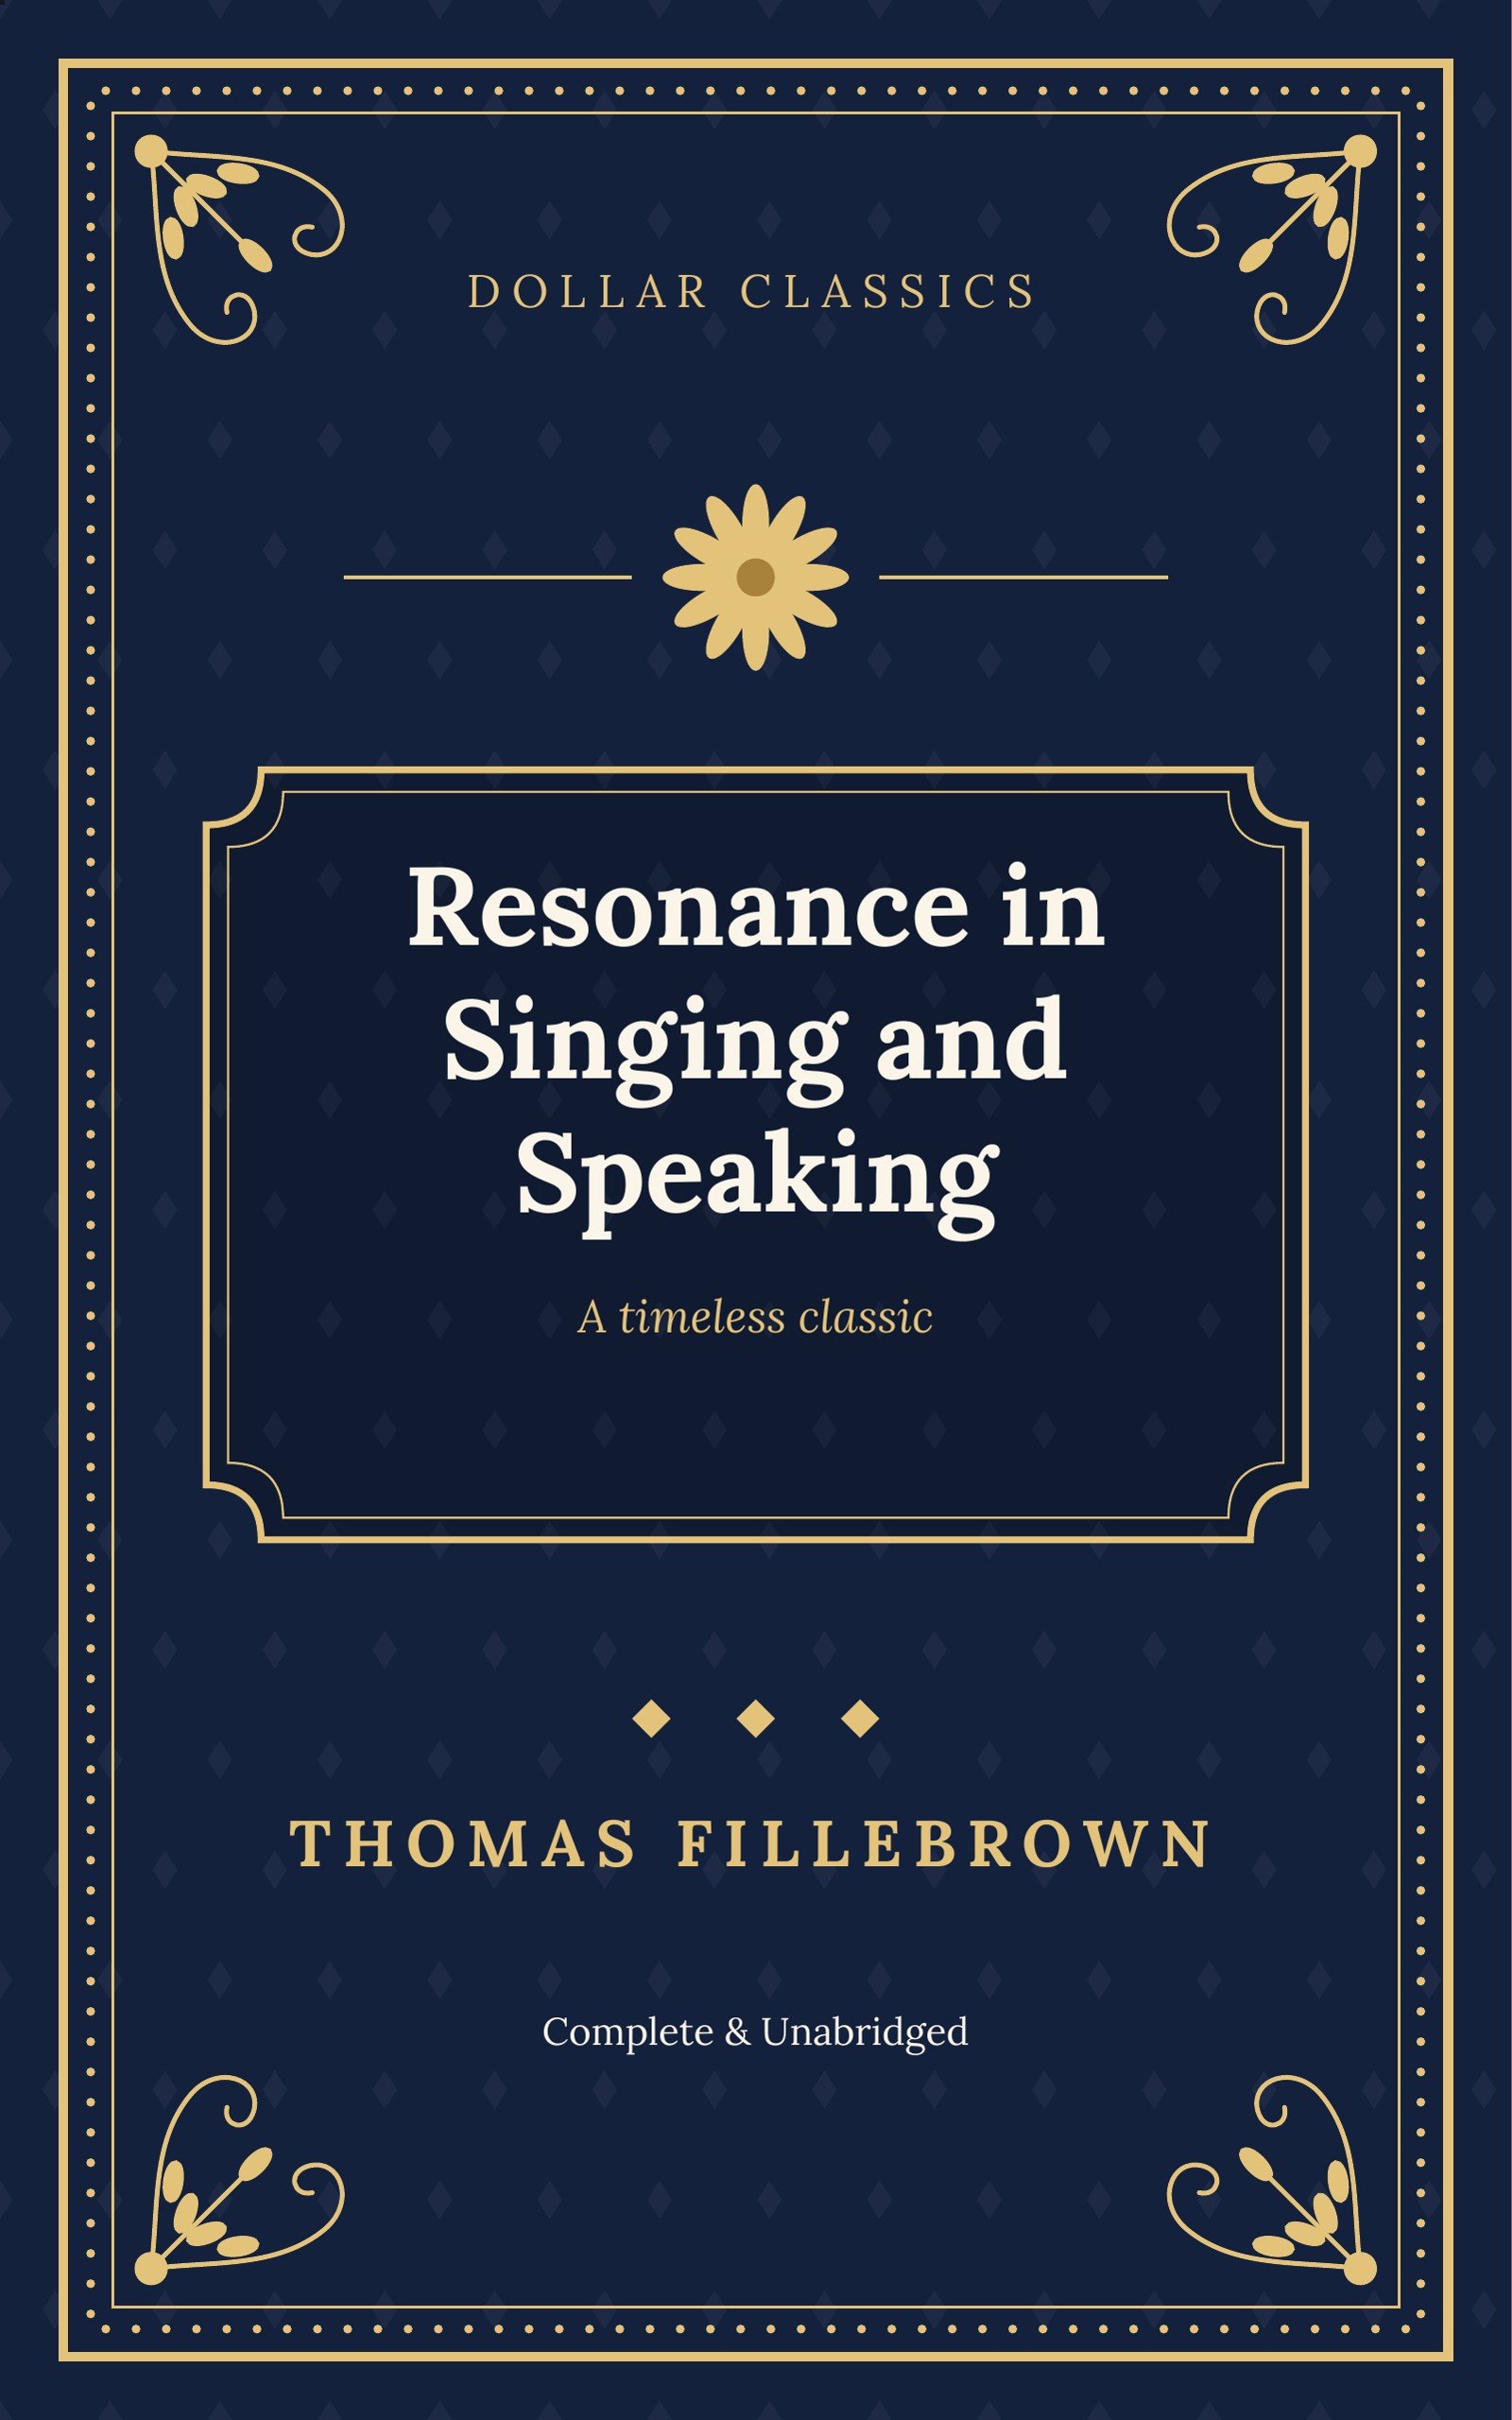 DOLLAR CLASSICS
Resonance in
Singing and
Speaking
A timeless classic
THOMAS FILLEBROWN
Complete & Unabridged